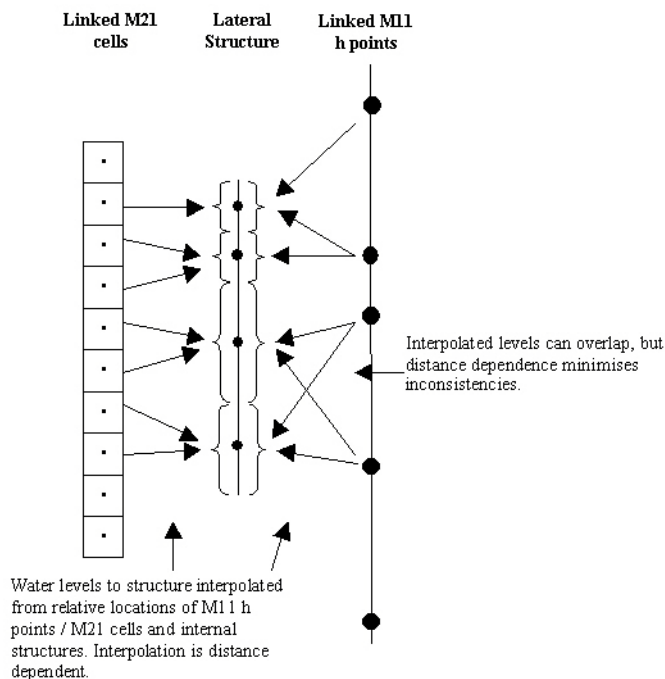 Linked M21
cells
Lateral
Structure
Linked M11
h points
Interpolated levels can overlap, but
distance dependence minimises
inconsistencies.
Water levels to structure interpolated
from relative locations of M11 h
points / M21 cells and internal
structures. Interpolation is distance
dependent.